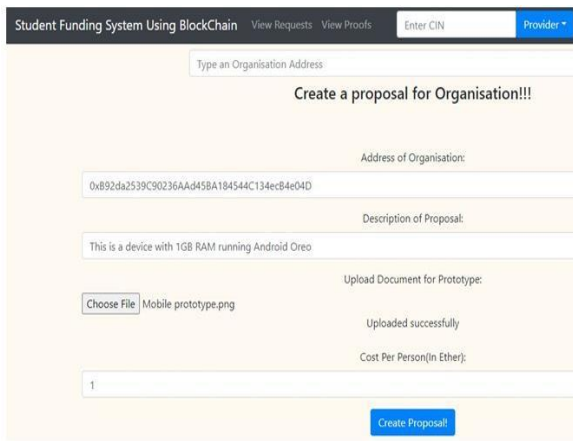 Student Funding System Using BlockChain View Requests View Proofs Enter CIN Provider
Type an Organisation Address
Create a proposal for Organisation!!!
Address of Organisation:
0xB92da2539C90236AAd45BA184544C134ecB4e04D
Description of Proposal:
This is a device with 1GB RAM running Android Oreo
Upload Document for Prototype:
Choose File Mobile prototype.png
Uploaded successfully
Cost Per Person(In Ether):
1
Create Proposal!